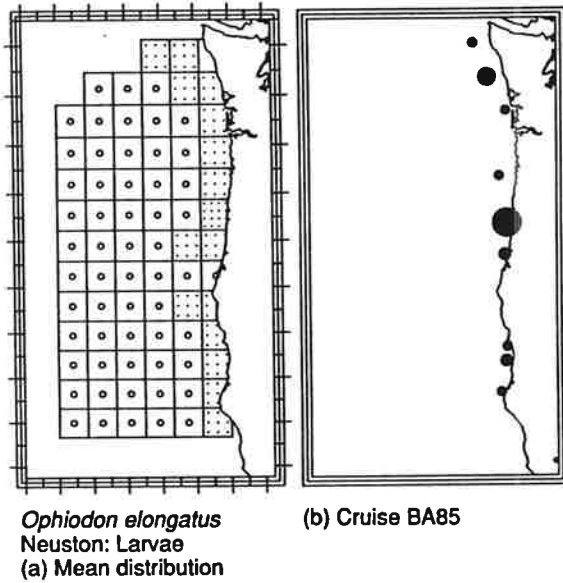 Ophiodon elongatus
Neuston: Larvae
(a) Mean distribution
(b) Cruise BA85